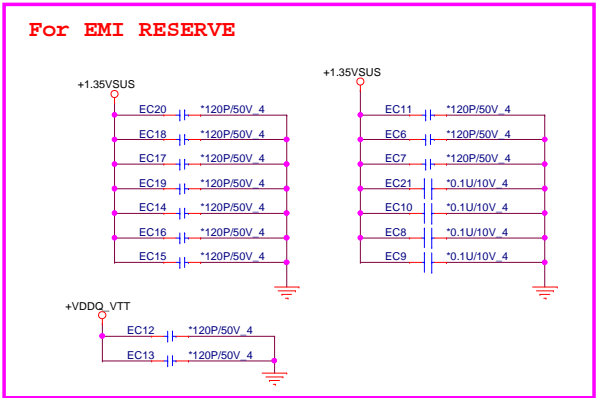 For EMI RESERVE
+1.35VSUS
EC20 *120P/50V_4
EC18 *120P/50V_4
EC17 *120P/50V_4
EC19 *120P/50V_4
EC14 *120P/50V_4
EC16 *120P/50V_4
EC15 *120P/50V_4
+1.35VSUS
EC11 *120P/50V_4
EC6 *120P/50V_4
EC7 *120P/50V_4
EC21 *0.1U/10V_4
EC10 *0.1U/10V_4
EC8 *0.1U/10V_4
EC9 *0.1U/10V_4
+VDDQ_VTT
EC12 *120P/50V_4
EC13 *120P/50V_4